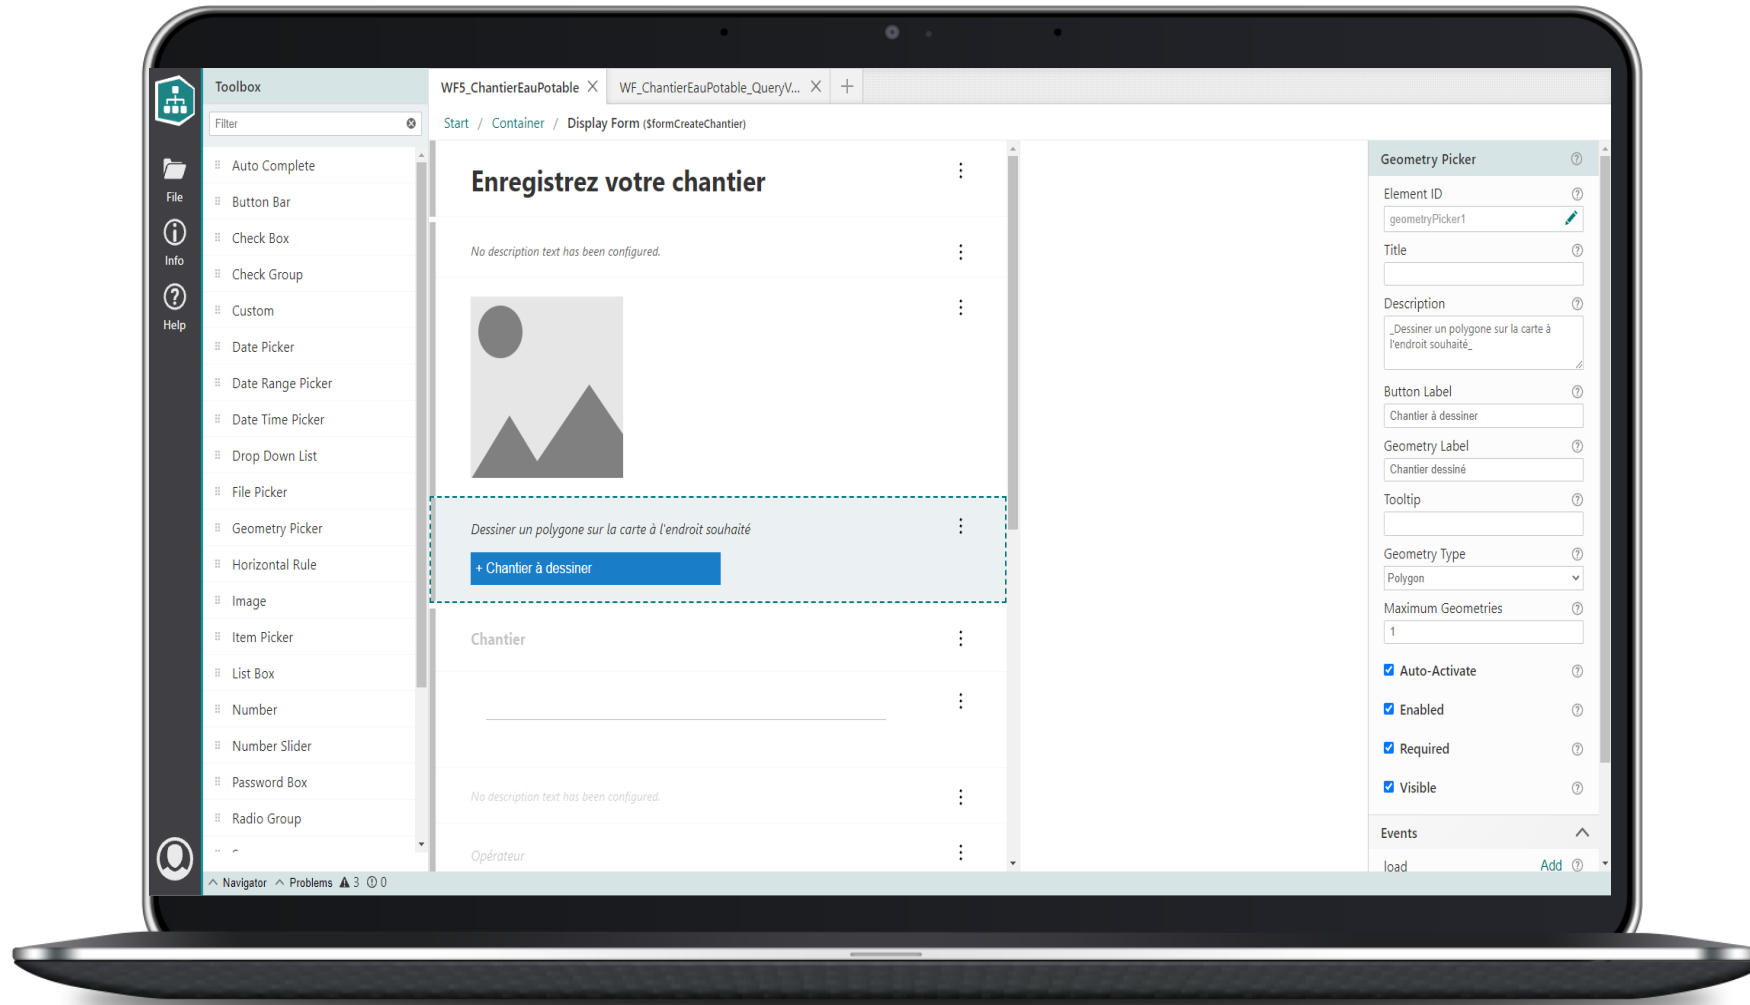 Toolbox
WF5_ChantierEauPotable
WF_ChantierEauPotable_QueryV...
Filter
Start / Container / Display Form ($formCreateChantier)
File
Info
Help
Auto Complete
Button Bar
Check Box
Check Group
Custom
Date Picker
Date Range Picker
Date Time Picker
Drop Down List
File Picker
Geometry Picker
Horizontal Rule
Image
Item Picker
List Box
Number
Number Slider
Password Box
Radio Group
Enregistrez votre chantier
No description text has been configured.
Dessiner un polygone sur la carte à l'endroit souhaité
+ Chantier à dessiner
Chantier
No description text has been configured.
Opérateur
Geometry Picker
Element ID
geometryPicker1
Title
Description
_Dessiner un polygone sur la carte à
l'endroit souhaité_
Button Label
Chantier à dessiner
Geometry Label
Chantier dessiné
Tooltip
Geometry Type
Polygon
Maximum Geometries
1
Auto-Activate
Enabled
Required
Visible
Events
load Add
Navigator Problems 3 0